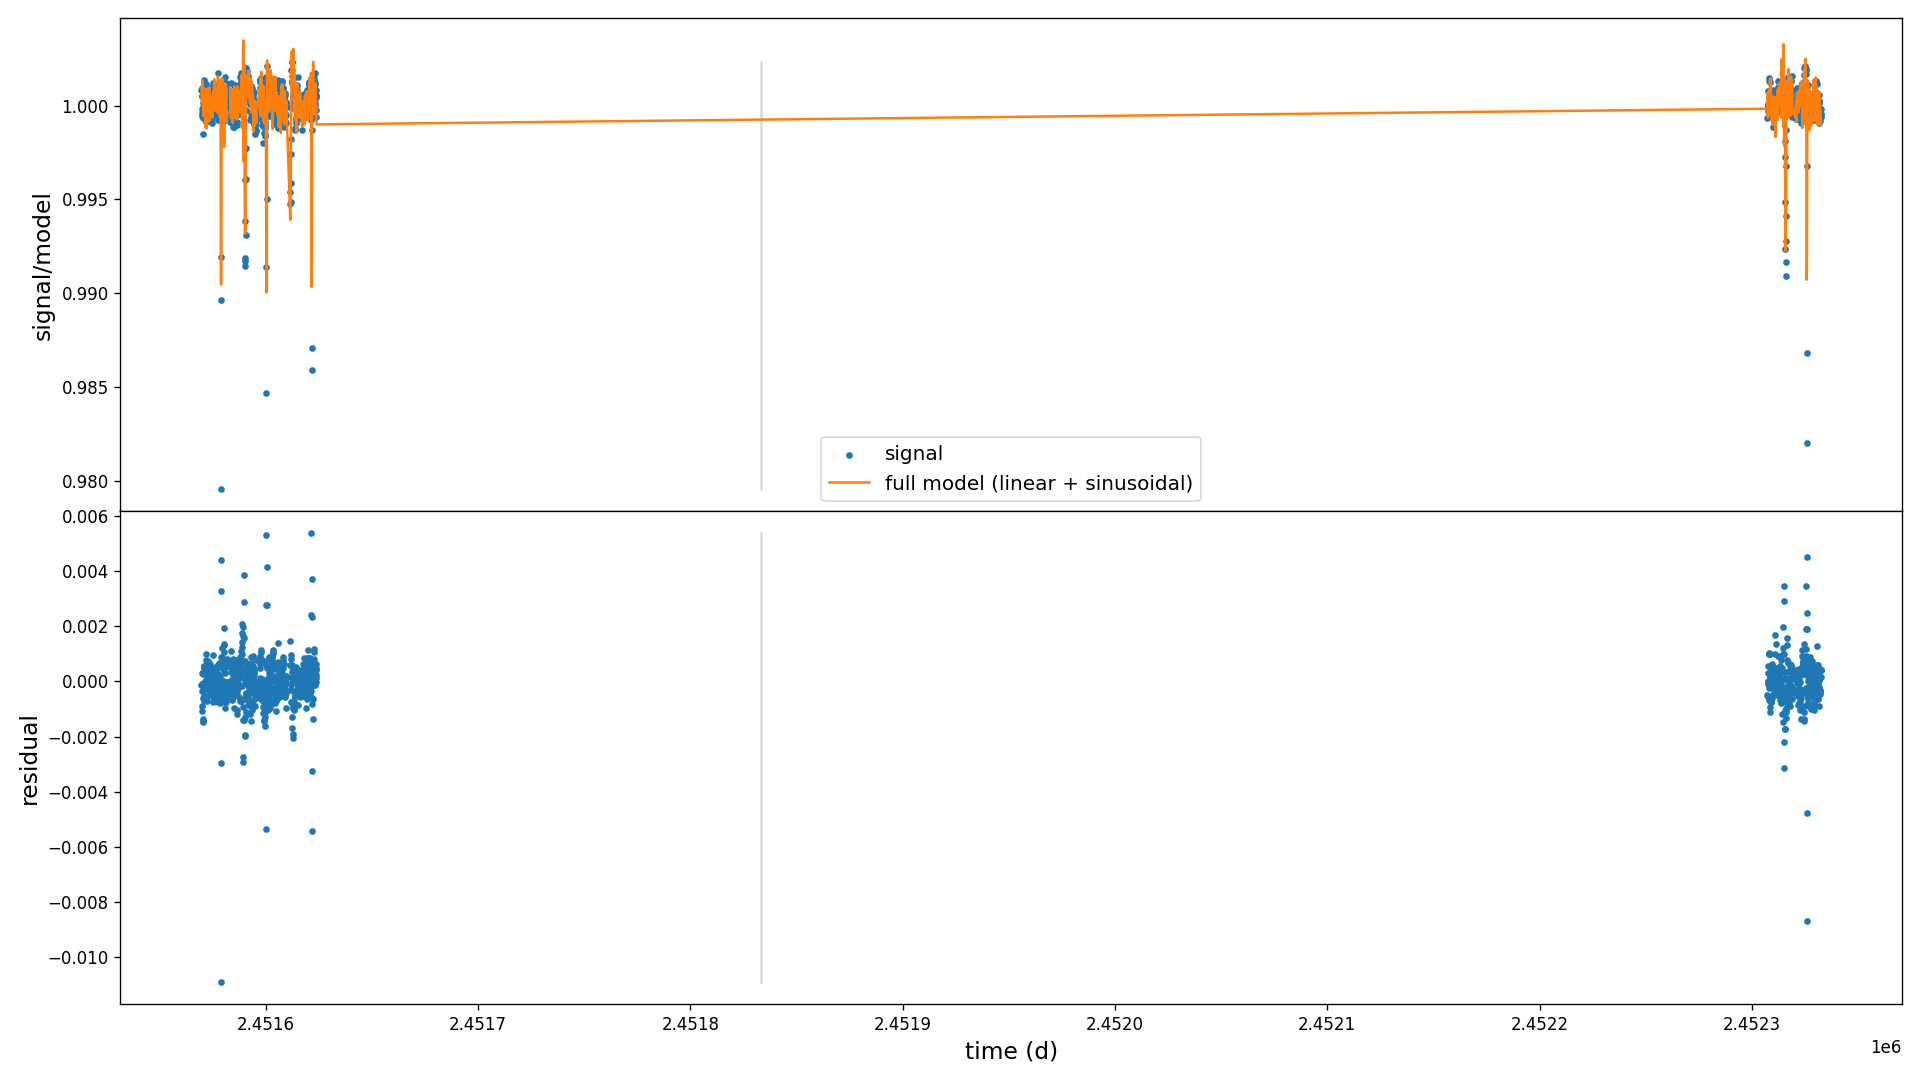 signal/model
1.000
0.995
0.990
0.985
0.980
signal
full model (linear + sinusoidal)
residual
0.006
0.004
0.002
0.000
−0.002
−0.004
−0.006
−0.008
−0.010
2.4516 2.4517 2.4518 2.4519 2.4520 2.4521 2.4522 2.4523
1e6
time (d)